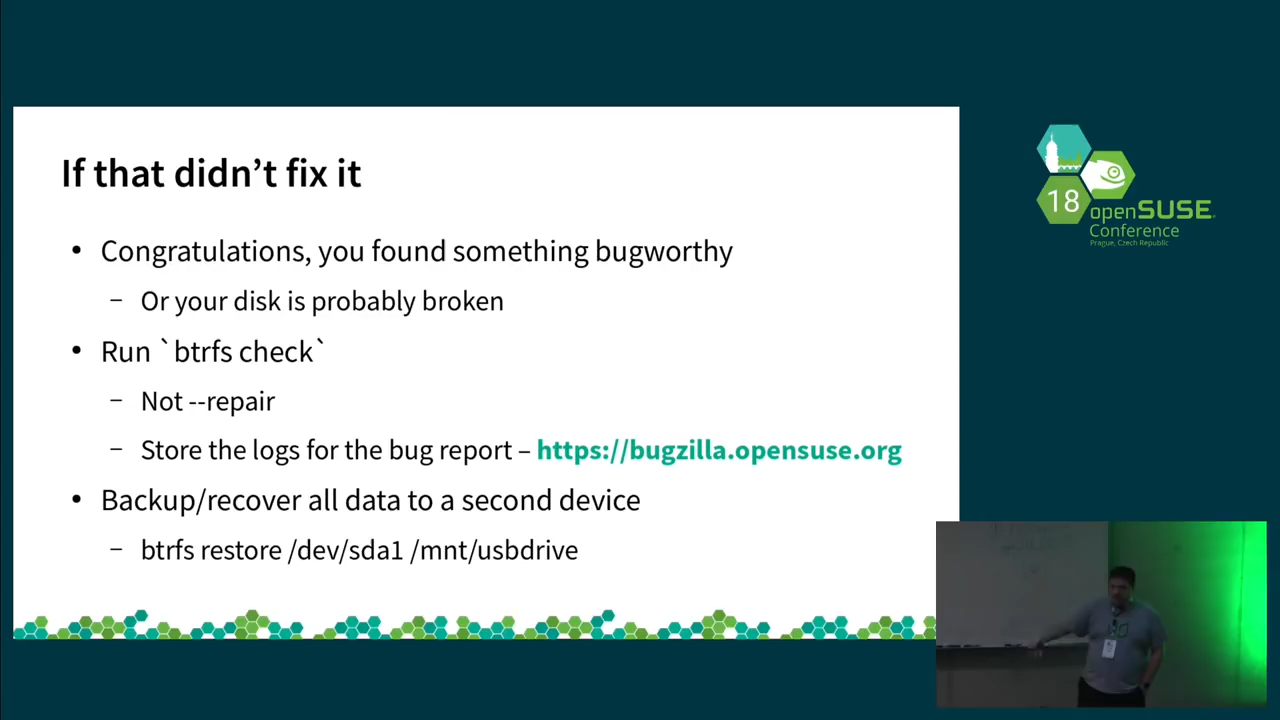 If that didn’t fix it
• Congratulations, you found something bugworthy
– Or your disk is probably broken
• Run `btrfs check`
– Not --repair
– Store the logs for the bug report – https://bugzilla.opensuse.org
• Backup/recover all data to a second device
– btrfs restore /dev/sda1 /mnt/usbdrive
18
openSUSE
Conference
Prague, Czech Republic